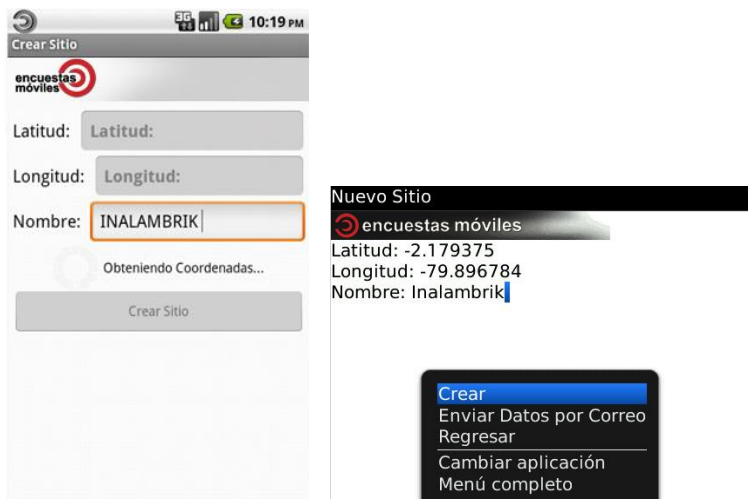 3G
10:19 PM
Crear Sitio
encuestas
móviles
Latitud: Latitud:
Longitud: Longitud:
Nombre: INALAMBRIK
Obteniendo Coordenadas...
Crear Sitio
Nuevo Sitio
encuestas móviles
Latitud: -2.179375
Longitud: -79.896784
Nombre: Inalambrik
Crear
Enviar Datos por Correo
Regresar
Cambiar aplicación
Menú completo